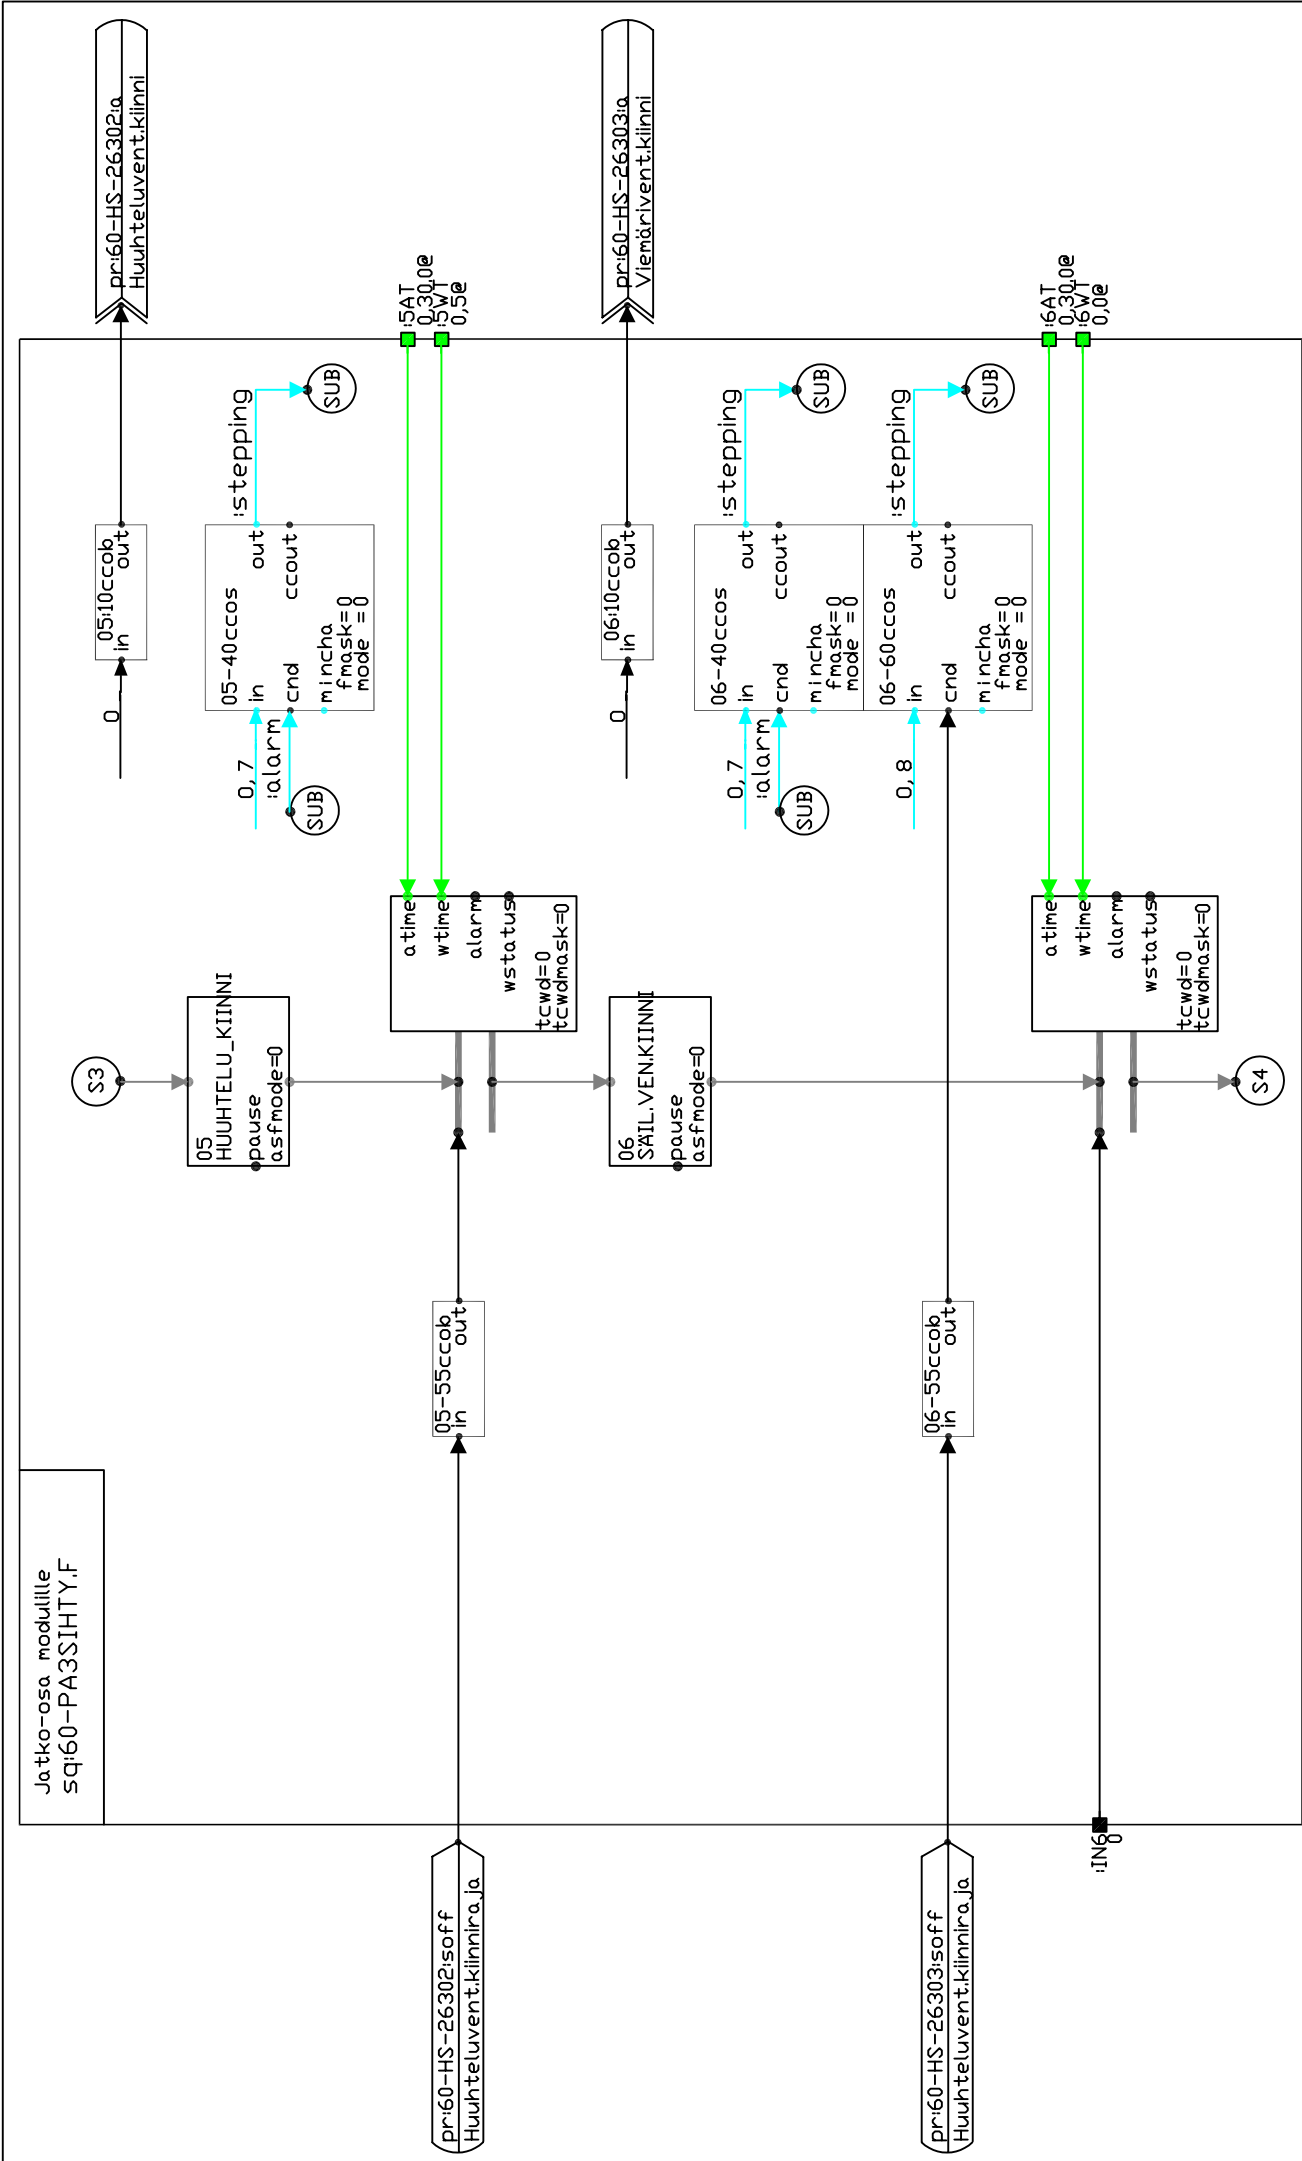 Jatko-osa modulille
sq:60-PA3SIHTY.F
S3
05
HUUHTELU_KIINNI
pause
asfmode=0
0
05:10ccob
in
out
pr:60-HS-26302:a
Huuhteluvent.kiinni
05-40ccos
in
out
cnd
ccout
mincha
fmask=0
mode =0
0,7
:alarm
SUB
:stepping
SUB
:5AT
0,30,0@
:5WT
0,5@
atime
wtime
alarm
wstatus
tcwd=0
tcwdmask=0
pr:60-HS-26302:soff
Huuhteluvent.kiinniraja
05-55ccob
in
out
06
SÄIL.VEN.KIINNI
pause
asfmode=0
0
06:10ccob
in
out
pr:60-HS-26303:a
Viemärivent.kiinni
06-40ccos
in
out
cnd
ccout
mincha
fmask=0
mode =0
0,7
:alarm
SUB
:stepping
SUB
06-60ccos
in
out
cnd
ccout
mincha
fmask=0
mode =0
0,8
:stepping
SUB
pr:60-HS-26303:soff
Huuhteluvent.kiinniraja
06-55ccob
in
out
:6AT
0,30,0@
:6WT
0,0@
atime
wtime
alarm
wstatus
tcwd=0
tcwdmask=0
:IN6
0
S4